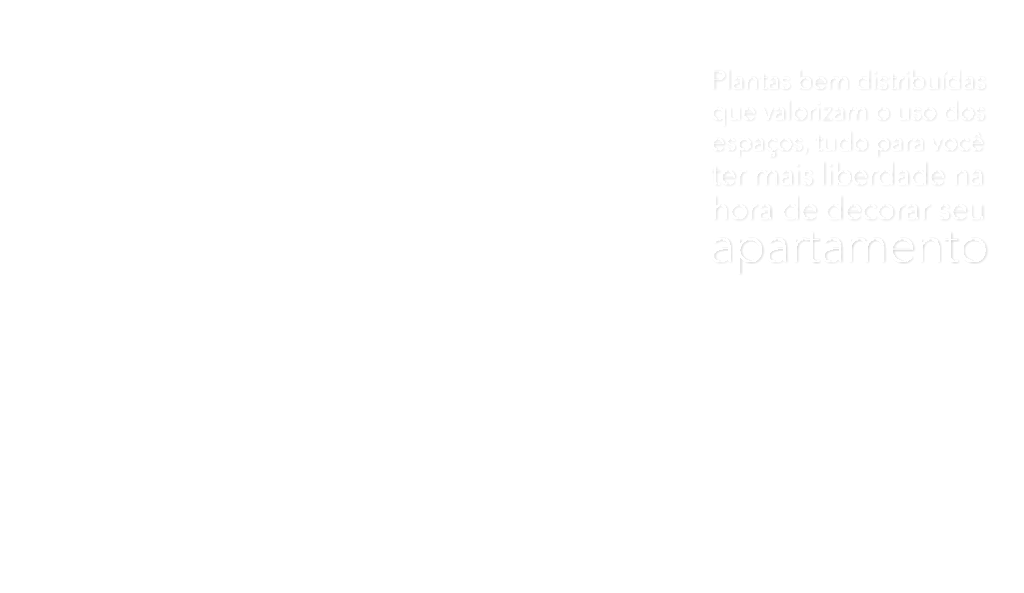 Plantas bem distribuídas
que valorizam o uso dos
espaços, tudo para você
ter mais liberdade na
hora de decorar seu
apartamento